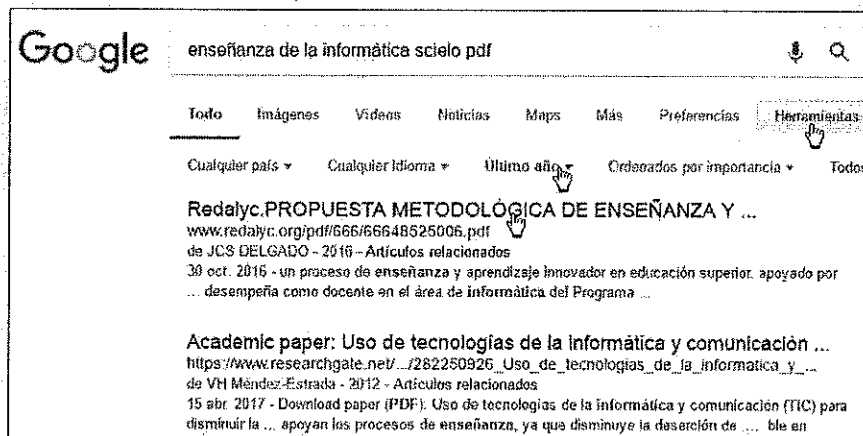 Google enseñanza de la informática scielo pdf
Todo Imágenes Videos Noticias Maps Más Preferencias Herramientas
Cualquier país Cualquier Idioma Último año Ordenados por importancia Todos
Redalyc.PROPUESTA METODOLÓGICA DE ENSEÑANZA Y ...
www.redalyc.org/pdf/666/66648525006.pdf
de JCS DELGADO - 2016 - Artículos relacionados
30 oct. 2016 - un proceso de enseñanza y aprendizaje innovador en educación superior, apoyado por
... desempeña como docente en el área de informática del Programa ...
Academic paper: Uso de tecnologías de la informática y comunicación ...
https://www.researchgate.net/.../282250926_Uso_de_tecnologias_de_la_informatica_y_...
de VH Méndez-Estrada - 2012 - Artículos relacionados
15 abr. 2017 - Download paper (PDF): Uso de tecnologías de la informática y comunicación (TIC) para
disminuir la ... apoyan los procesos de enseñanza, ya que disminuye la deserción de .... ble en